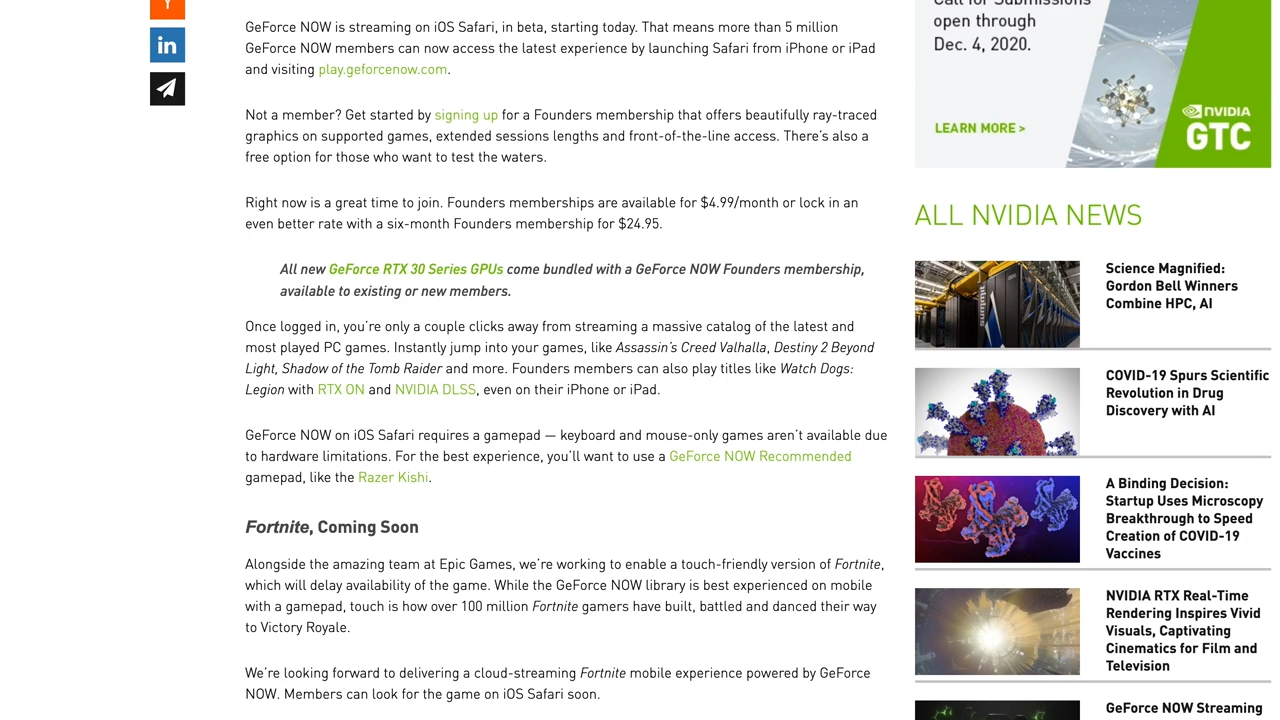 Y
in
GeForce NOW is streaming on iOS Safari, in beta, starting today. That means more than 5 million
GeForce NOW members can now access the latest experience by launching Safari from iPhone or iPad
and visiting play.geforcenow.com.
Not a member? Get started by signing up for a Founders membership that offers beautifully ray-traced
graphics on supported games, extended sessions lengths and front-of-the-line access. There’s also a
free option for those who want to test the waters.
Right now is a great time to join. Founders memberships are available for $4.99/month or lock in an
even better rate with a six-month Founders membership for $24.95.
All new GeForce RTX 30 Series GPUs come bundled with a GeForce NOW Founders membership,
available to existing or new members.
Once logged in, you’re only a couple clicks away from streaming a massive catalog of the latest and
most played PC games. Instantly jump into your games, like Assassin’s Creed Valhalla, Destiny 2 Beyond
Light, Shadow of the Tomb Raider and more. Founders members can also play titles like Watch Dogs:
Legion with RTX ON and NVIDIA DLSS, even on their iPhone or iPad.
GeForce NOW on iOS Safari requires a gamepad — keyboard and mouse-only games aren’t available due
to hardware limitations. For the best experience, you’ll want to use a GeForce NOW Recommended
gamepad, like the Razer Kishi.
Fortnite, Coming Soon
Alongside the amazing team at Epic Games, we’re working to enable a touch-friendly version of Fortnite,
which will delay availability of the game. While the GeForce NOW library is best experienced on mobile
with a gamepad, touch is how over 100 million Fortnite gamers have built, battled and danced their way
to Victory Royale.
We’re looking forward to delivering a cloud-streaming Fortnite mobile experience powered by GeForce
NOW. Members can look for the game on iOS Safari soon.
Call for Submissions
open through
Dec. 4, 2020.
LEARN MORE >
NVIDIA
GTC
ALL NVIDIA NEWS
Science Magnified:
Gordon Bell Winners
Combine HPC, AI
COVID-19 Spurs Scientific
Revolution in Drug
Discovery with AI
A Binding Decision:
Startup Uses Microscopy
Breakthrough to Speed
Creation of COVID-19
Vaccines
NVIDIA RTX Real-Time
Rendering Inspires Vivid
Visuals, Captivating
Cinematics for Film and
Television
GeForce NOW Streaming